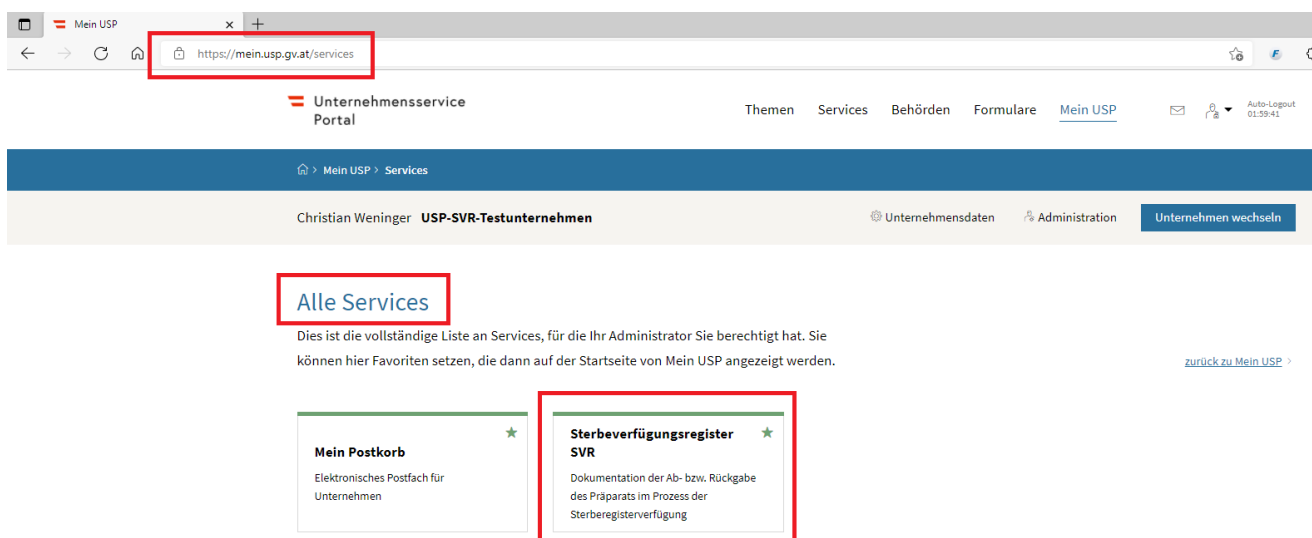 Mein USP
https://mein.usp.gv.at/services
Unternehmensservice
Portal
Themen Services Behörden Formulare Mein USP
Auto-Logout
01:59:41
Mein USP > Services
Christian Weninger USP-SVR-Testunternehmen
Unternehmensdaten Administration Unternehmen wechseln
Alle Services
Dies ist die vollständige Liste an Services, für die Ihr Administrator Sie berechtigt hat. Sie
können hier Favoriten setzen, die dann auf der Startseite von Mein USP angezeigt werden.
zurück zu Mein USP >
Mein Postkorb
Elektronisches Postfach für
Unternehmen
Sterbeverfügungsregister
SVR
Dokumentation der Ab- bzw. Rückgabe
des Präparats im Prozess der
Sterberegisterverfügung